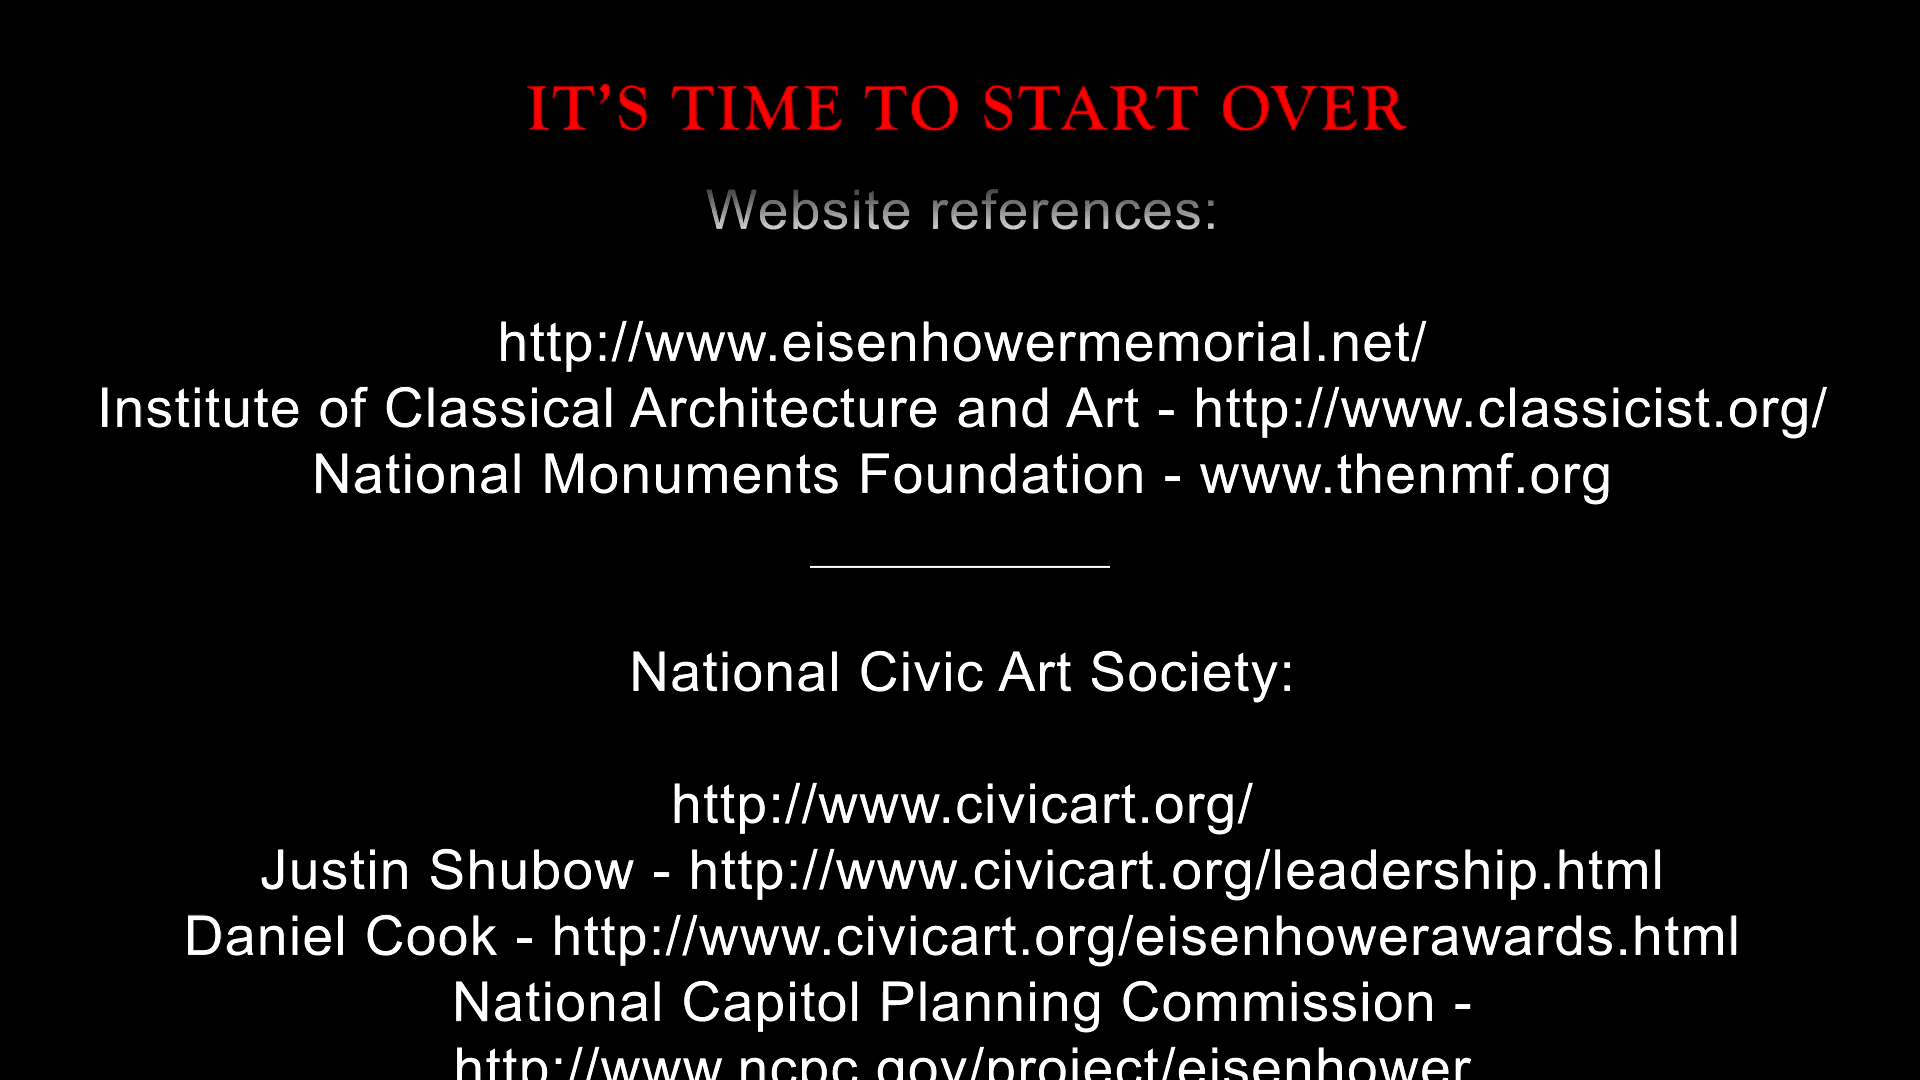 IT'S TIME TO START OVER
Website references:
http://www.eisenhowermemorial.net/
Institute of Classical Architecture and Art - http://www.classicist.org/
National Monuments Foundation - www.thenmf.org
National Civic Art Society:
http://www.civicart.org/
Justin Shubow - http://www.civicart.org/leadership.html
Daniel Cook - http://www.civicart.org/eisenhowerawards.html
National Capitol Planning Commission -
http://www.ncpc.gov/project/eisenhower